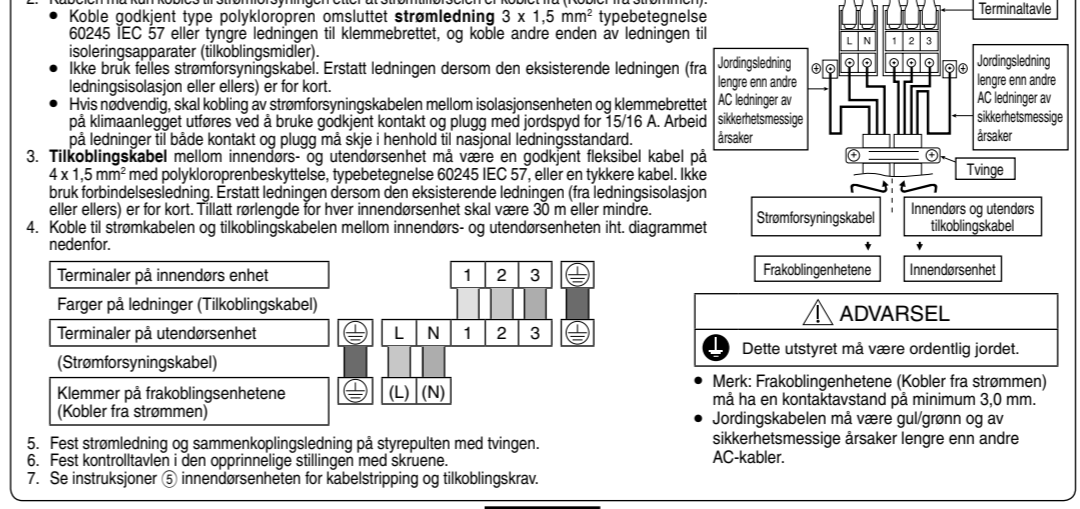 2. Kabelen må kun kobles til strømforsyningen etter at strømtilførselen er koblet fra (Kobler fra strømmen).
● Koble godkjent type polykloropren omsluttet strømledning 3 x 1,5 mm² typebetegnelse
60245 IEC 57 eller tyngre ledningen til klemmebrettet, og koble andre enden av ledningen til
isoleringsapparater (tilkoblingsmidler).
● Ikke bruk felles strømforsyningskabel. Erstatt ledningen dersom den eksisterende ledningen (fra
ledningsisolasjon eller ellers) er for kort.
● Hvis nødvendig, skal kobling av strømforsyningskabelen mellom isolasjonsenheten og klemmebrettet
på klimaanlegget utføres ved å bruke godkjent kontakt og plugg med jordspyd for 15/16 A. Arbeid
på ledninger til både kontakt og plugg må skje i henhold til nasjonal ledningsstandard.
3. Tilkoblingskabel mellom innendørs- og utendørsenhet må være en godkjent fleksibel kabel på
4 x 1,5 mm² med polykloroprenbeskyttelse, typebetegnelse 60245 IEC 57, eller en tykkere kabel. Ikke
bruk forbindelsesledning. Erstatt ledningen dersom den eksisterende ledningen (fra ledningsisolasjon
eller ellers) er for kort. Tillatt rørlengde for hver innendørsenhet skal være 30 m eller mindre.
4. Koble til strømkabelen og tilkoblingskabelen mellom innendørs- og utendørsenheten iht. diagrammet
nedenfor.
Terminaler på innendørs enhet
1 2 3
Farger på ledninger (Tilkoblingskabel)
Terminaler på utendørsenhet
L N 1 2 3
(Strømforsyningskabel)
Klemmer på frakoblingsenhetene
(Kobler fra strømmen)
(L) (N)
5. Fest strømledning og sammenkoplingsledning på styrepulten med tvingen.
6. Fest kontrolltavlen i den opprinnelige stillingen med skruene.
7. Se instruksjoner ⑤ innendørsenheten for kabelstripping og tilkoblingskrav.
Terminaltavle
L N 1 2 3
Jordingsledning
lengre enn andre
AC ledninger av
sikkerhetsmessige
årsaker
Jordingsledning
lengre enn andre
AC ledninger av
sikkerhetsmessige
årsaker
Tvinge
Strømforsyningskabel
Innendørs og utendørs
tilkoblingskabel
Frakoblingenhetene
Innendørsenhet
ADVARSEL
Dette utstyret må være ordentlig jordet.
● Merk: Frakoblingenhetene (Kobler fra strømmen)
må ha en kontaktavstand på minimum 3,0 mm.
● Jordingskabelen må være gul/grønn og av
sikkerhetsmessige årsaker lengre enn andre
AC-kabler.